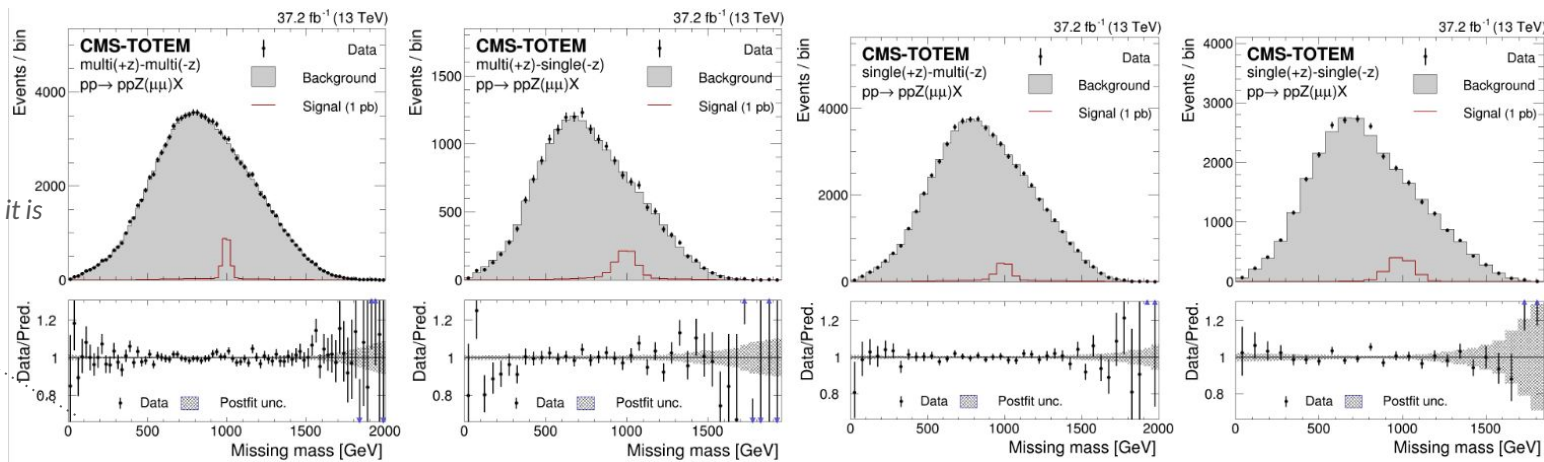 it is
37.2 fb⁻¹ (13 TeV)
CMS-TOTEM
multi(+z)-multi(-z)
pp→ ppZ(μμ)X
Data
Background
Signal (1 pb)
Events / bin
4000
2000
0
Data/Pred.
1.2
1
0.8
Data
Postfit unc.
0 500 1000 1500 2000
Missing mass [GeV]
37.2 fb⁻¹ (13 TeV)
CMS-TOTEM
multi(+z)-single(-z)
pp→ ppZ(μμ)X
Data
Background
Signal (1 pb)
Events / bin
1500
1000
500
0
Data/Pred.
1.2
1
0.8
Data
Postfit unc.
0 500 1000 1500
Missing mass [GeV]
37.2 fb⁻¹ (13 TeV)
CMS-TOTEM
single(+z)-multi(-z)
pp→ ppZ(μμ)X
Data
Background
Signal (1 pb)
Events / bin
4000
2000
0
Data/Pred.
1.2
1
0.8
Data
Postfit unc.
0 500 1000 1500 2000
Missing mass [GeV]
37.2 fb⁻¹ (13 TeV)
CMS-TOTEM
single(+z)-single(-z)
pp→ ppZ(μμ)X
Data
Background
Signal (1 pb)
Events / bin
4000
3000
2000
1000
0
Data/Pred.
1.2
1
0.8
Data
Postfit unc.
0 500 1000 1500
Missing mass [GeV]